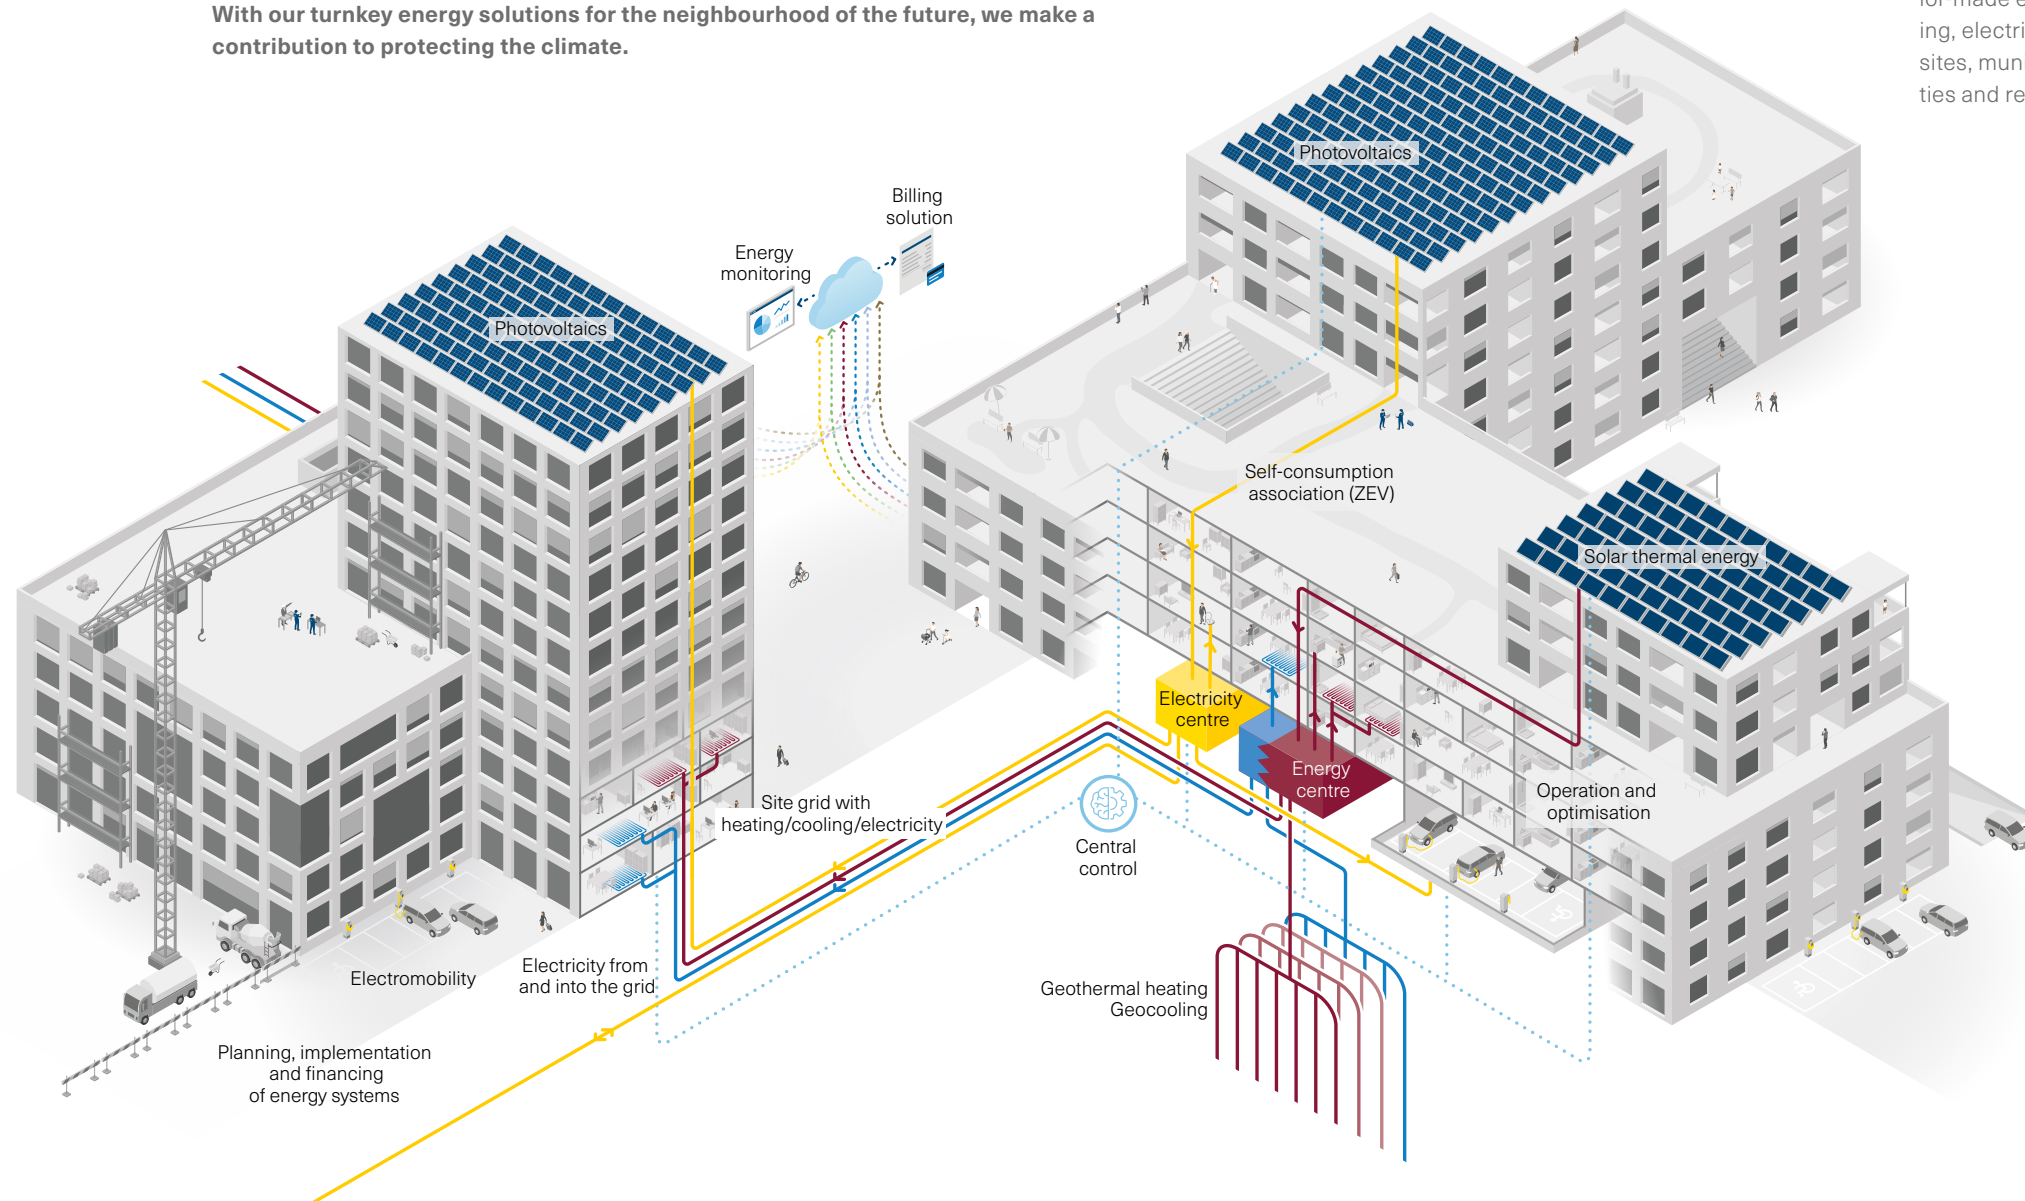 With our turnkey energy solutions for the neighbourhood of the future, we make a
contribution to protecting the climate.
ing, electri
sites, muni
ties and re
Photovoltaics
Billing
solution
Energy
monitoring
Photovoltaics
Self-consumption
association (ZEV)
Solar thermal energy
Electricity
centre
Energy
centre
Operation and
optimisation
Site grid with
heating/cooling/electricity
Central
control
Electromobility
Electricity from
and into the grid
Geothermal heating
Geocooling
Planning, implementation
and financing
of energy systems